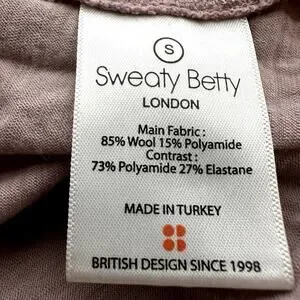 S
Sweaty Betty
LONDON
Main Fabric :
85% Wool 15% Polyamide
Contrast :
73% Polyamide 27% Elastane
MADE IN TURKEY
BRITISH DESIGN SINCE 1998